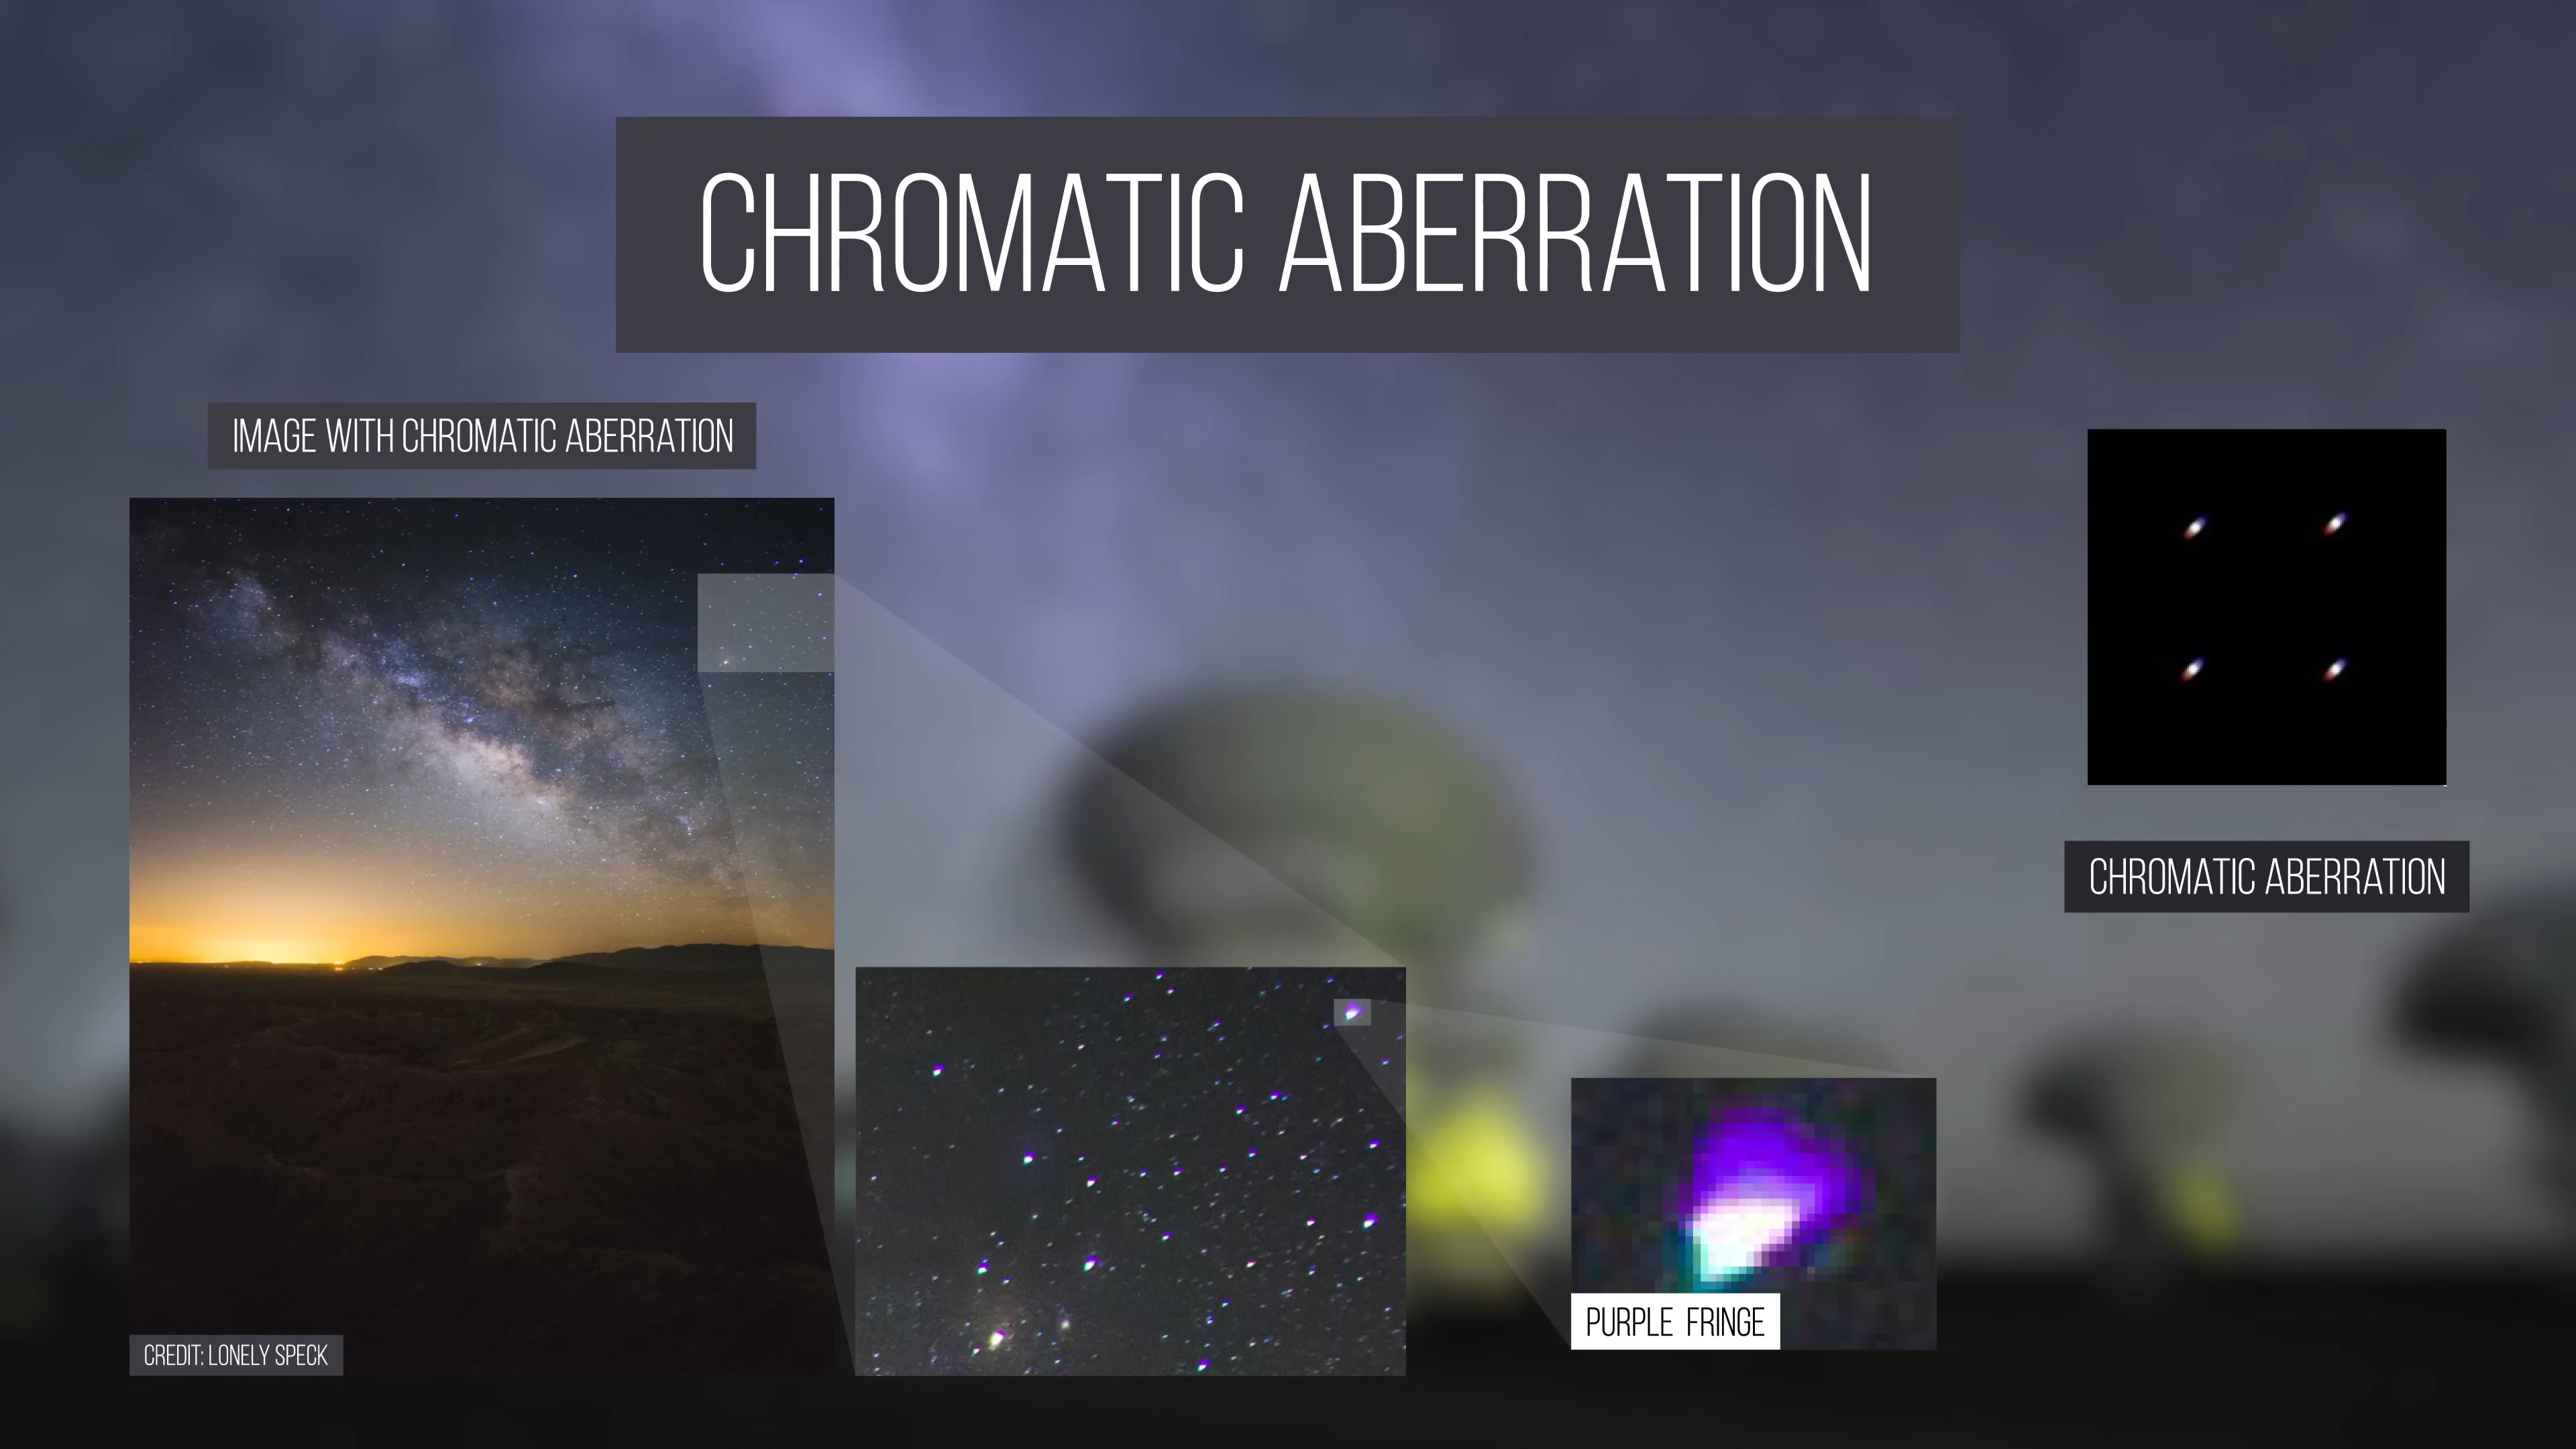 CHROMATIC ABERRATION
IMAGE WITH CHROMATIC ABERRATION
CHROMATIC ABERRATION
PURPLE FRINGE
CREDIT: LONELY SPECK